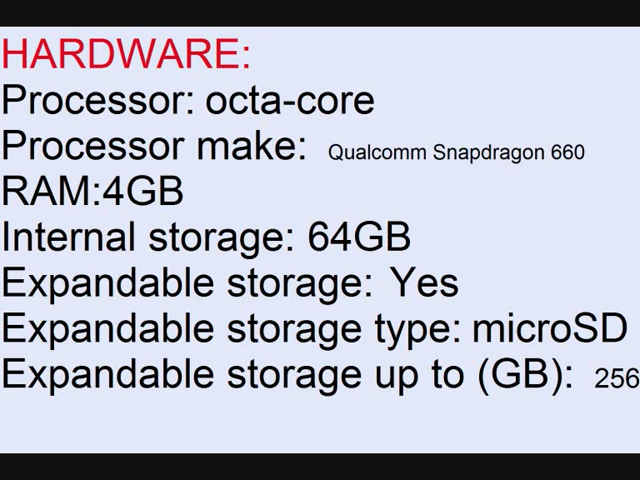 HARDWARE:
Processor: octa-core
Processor make: Qualcomm Snapdragon 660
RAM:4GB
Internal storage: 64GB
Expandable storage: Yes
Expandable storage type: microSD
Expandable storage up to (GB): 256